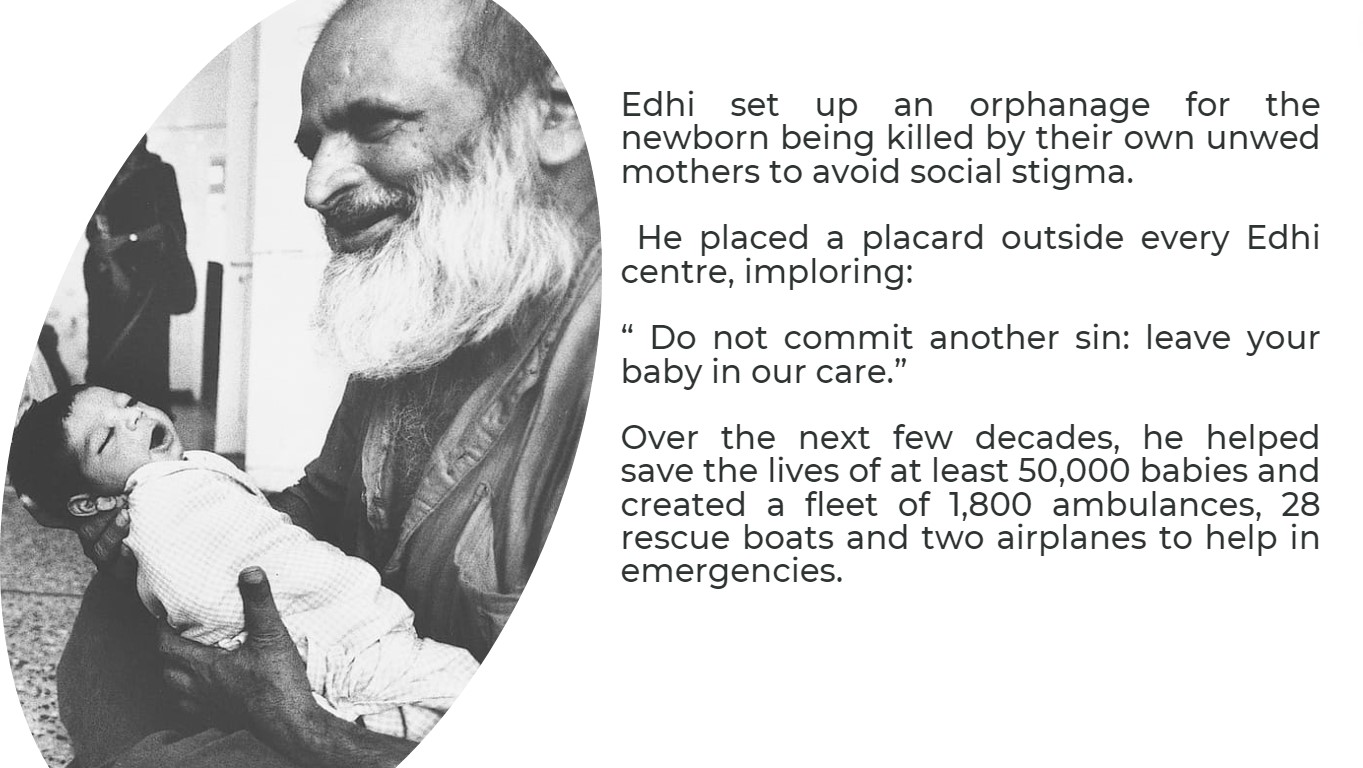 Edhi set up an orphanage for the
newborn being killed by their own unwed
mothers to avoid social stigma.
He placed a placard outside every Edhi
centre, imploring:
“ Do not commit another sin: leave your
baby in our care.”
Over the next few decades, he helped
save the lives of at least 50,000 babies and
created a fleet of 1,800 ambulances, 28
rescue boats and two airplanes to help in
emergencies.